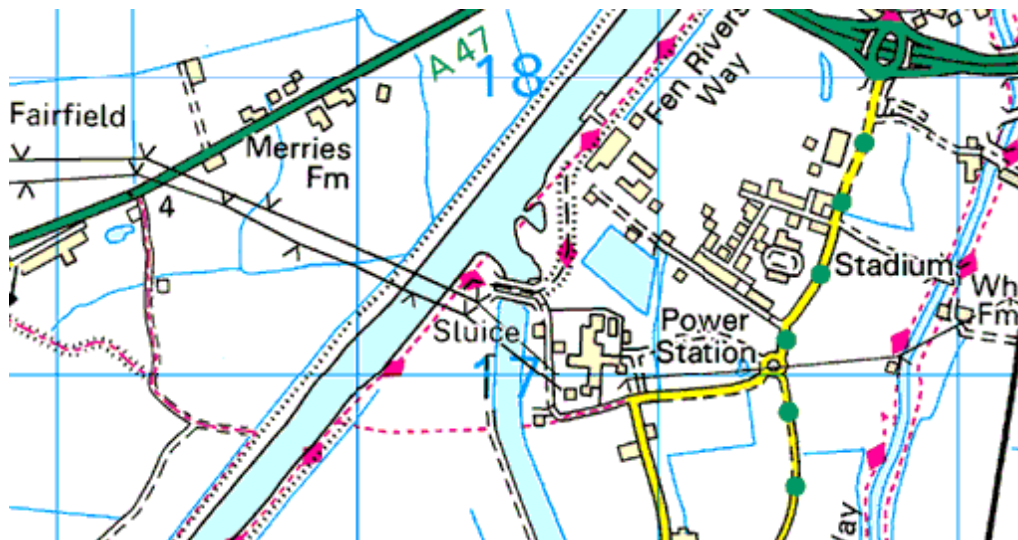 A 47
18
Fen Rivers
Way
Fairfield
Merries
Fm
4
Stadium
Wh
Fm
Sluice
Power
Station
17
Way